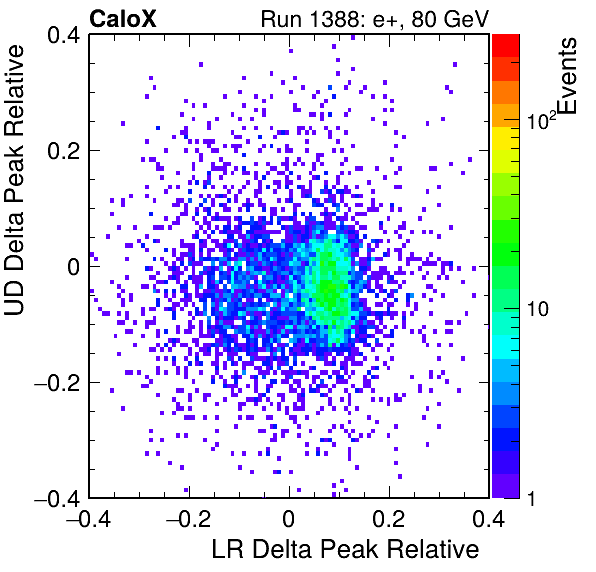 CaloX
Run 1388: e+, 80 GeV
UD Delta Peak Relative
0.4
0.2
0
−0.2
−0.4
−0.4
−0.2
0
0.2
0.4
LR Delta Peak Relative
Events
10²
10
1